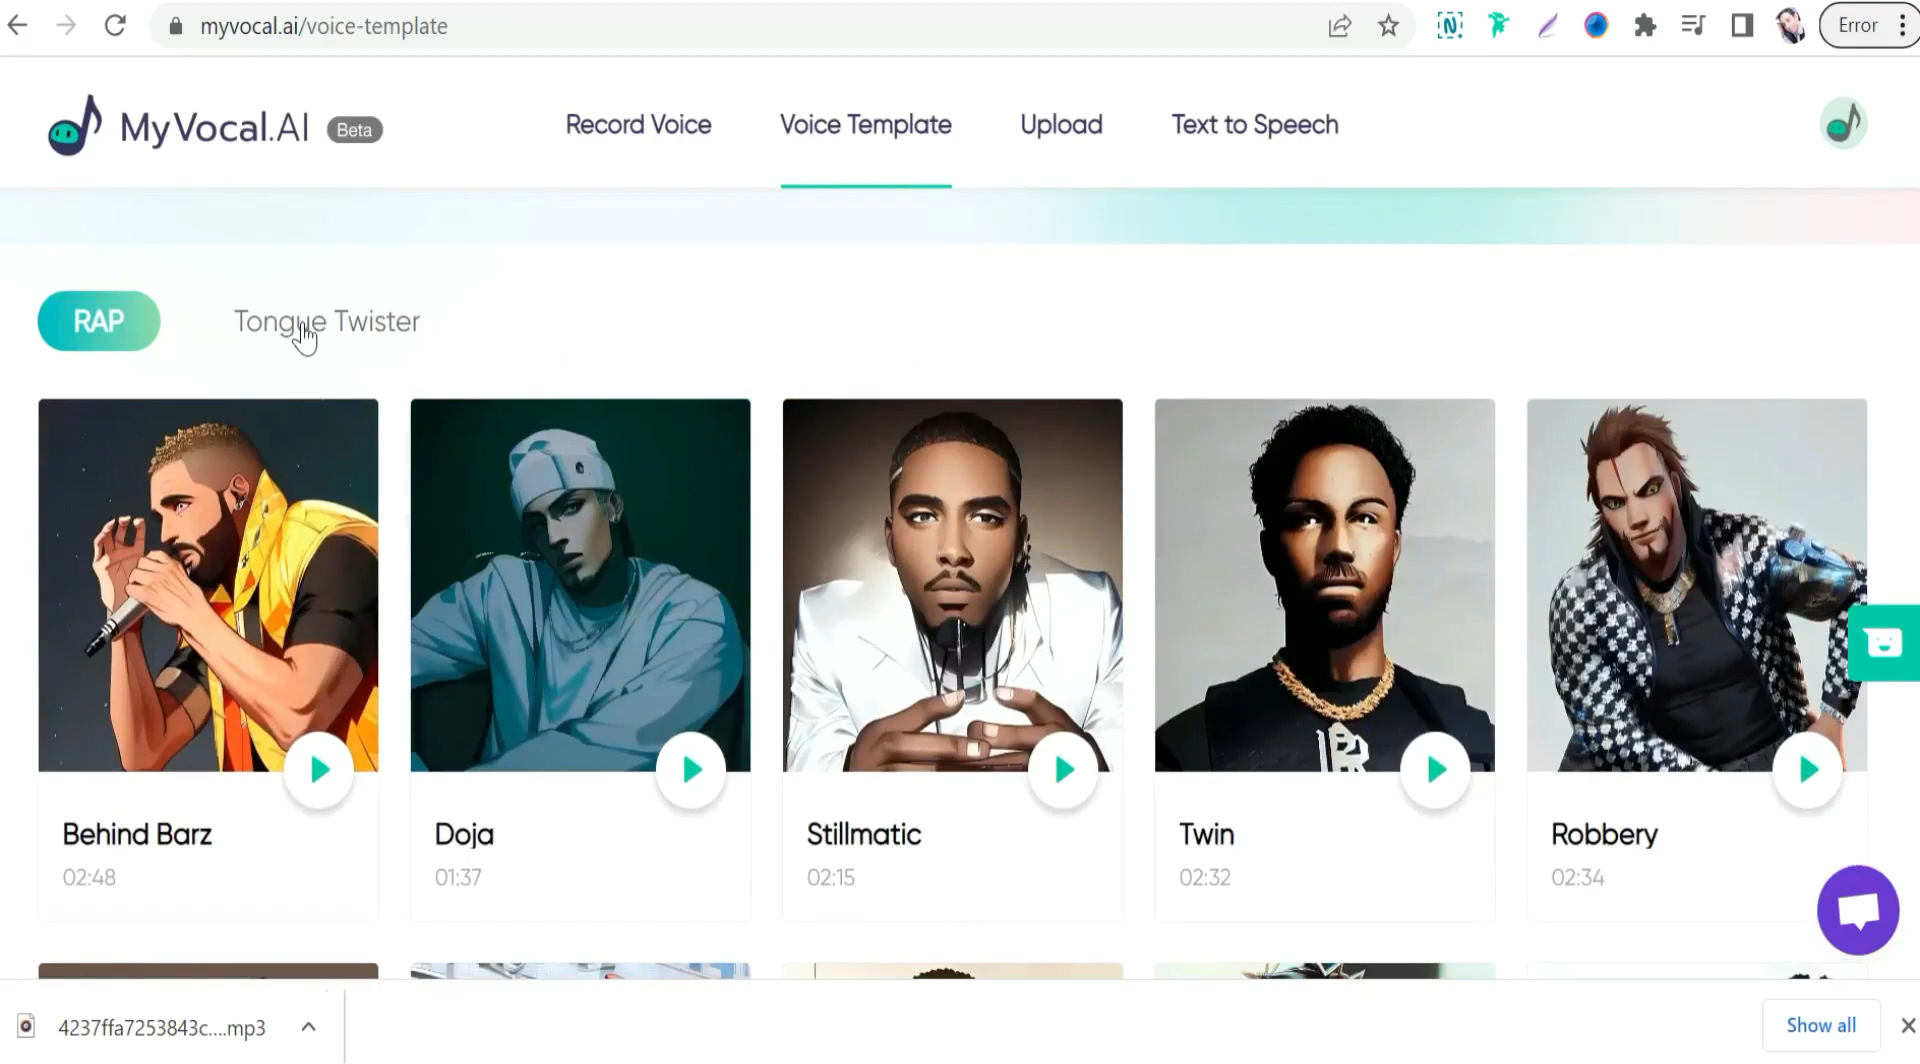 myvocal.ai/voice-template
Error
MyVocal.AI Beta
Record Voice
Voice Template
Upload
Text to Speech
RAP
Tongue Twister
Behind Barz
02:48
Doja
01:37
Stillmatic
02:15
Twin
02:32
Robbery
02:34
4237ffa7253843c....mp3
Show all